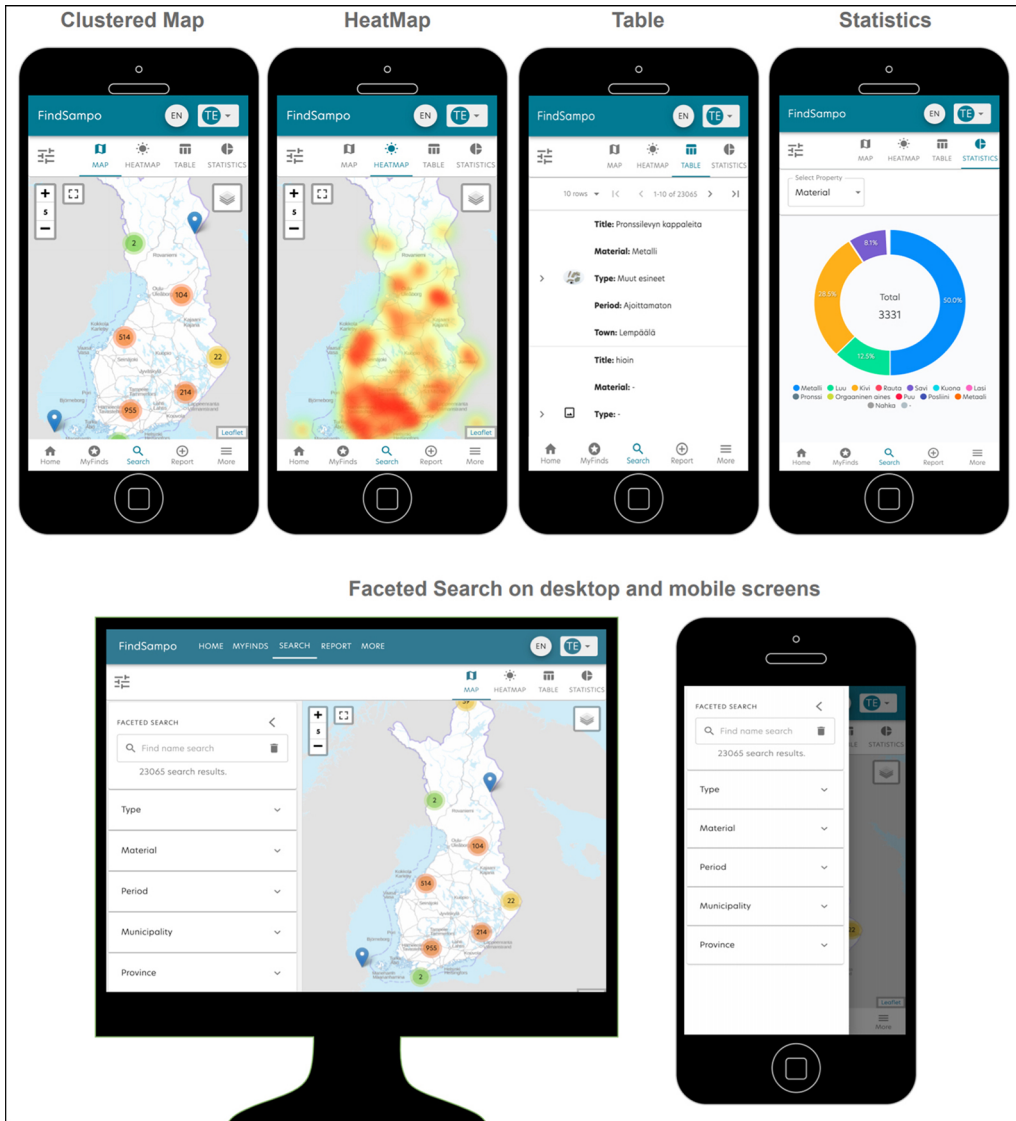 Clustered Map
HeatMap
Table
Statistics
FindSampo
EN
TE
MAP
HEATMAP
TABLE
STATISTICS
5
2
Rovaniemi
104
514
22
214
955
Leaflet
Home
MyFinds
Search
Report
More
FindSampo
EN
TE
MAP
HEATMAP
TABLE
STATISTICS
5
Leaflet
Home
MyFinds
Search
Report
More
FindSampo
EN
TE
MAP
HEATMAP
TABLE
STATISTICS
10 rows
1-10 of 23065
Title: Pronssilevyn kappaleita
Material: Metalli
Type: Muut esineet
Period: Ajoittamaton
Town: Lempäälä
Title: hioin
Material: -
Type: -
Home
MyFinds
Search
Report
More
FindSampo
EN
TE
MAP
HEATMAP
TABLE
STATISTICS
Select Property
Material
8.1%
28.5%
50.0%
12.5%
Total
3331
Metalli Luu Kivi Rauta Savi Kuona Lasi
Pronssi Orgaaninen aines Puu Posliini Metaali
Nahka -
Home
MyFinds
Search
Report
More
Faceted Search on desktop and mobile screens
FindSampo HOME MYFINDS SEARCH REPORT MORE
EN
TE
MAP
HEATMAP
TABLE
STATISTICS
FACETED SEARCH
Find name search
23065 search results.
Type
Material
Period
Municipality
Province
5
2
Rovaniemi
104
514
22
214
955
2
FACETED SEARCH
Find name search
23065 search results.
Type
Material
Period
Municipality
Province
TE
STATISTICS
Leaflet
More